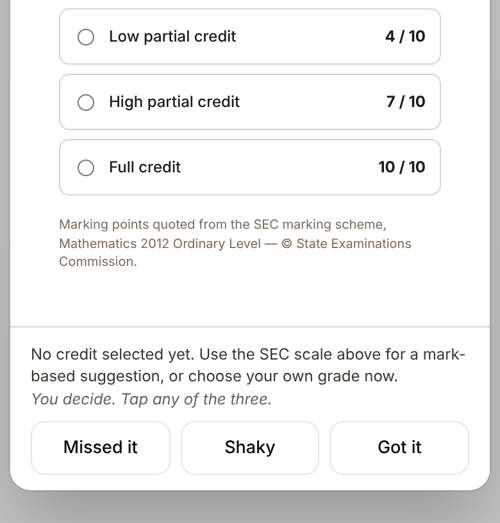 Low partial credit 4 / 10
High partial credit 7 / 10
Full credit 10 / 10
Marking points quoted from the SEC marking scheme,
Mathematics 2012 Ordinary Level — © State Examinations
Commission.
No credit selected yet. Use the SEC scale above for a mark-
based suggestion, or choose your own grade now.
You decide. Tap any of the three.
Missed it Shaky Got it